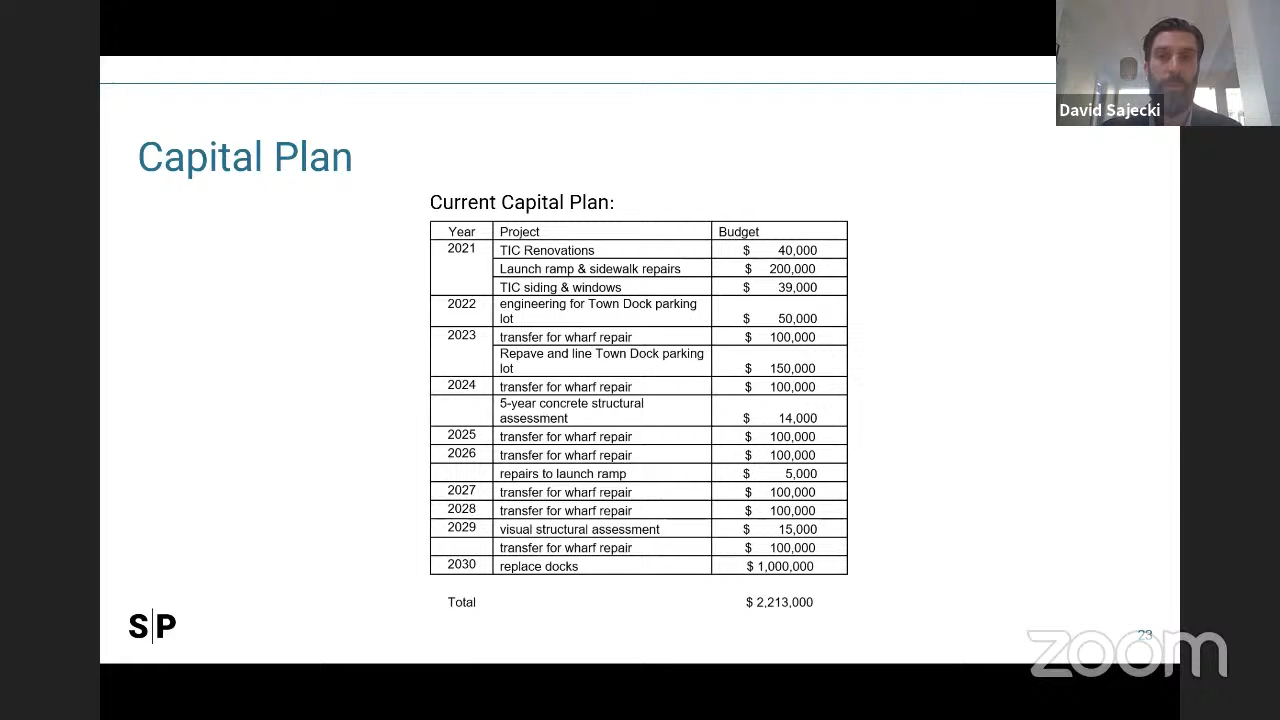 David Sajecki
Capital Plan
Current Capital Plan:
Year Project Budget
2021 TIC Renovations $ 40,000
Launch ramp & sidewalk repairs $ 200,000
TIC siding & windows $ 39,000
2022 engineering for Town Dock parking
lot $ 50,000
2023 transfer for wharf repair $ 100,000
Repave and line Town Dock parking
lot $ 150,000
2024 transfer for wharf repair $ 100,000
5-year concrete structural
assessment $ 14,000
2025 transfer for wharf repair $ 100,000
2026 transfer for wharf repair $ 100,000
repairs to launch ramp $ 5,000
2027 transfer for wharf repair $ 100,000
2028 transfer for wharf repair $ 100,000
2029 visual structural assessment $ 15,000
transfer for wharf repair $ 100,000
2030 replace docks $ 1,000,000
Total $ 2,213,000
S|P
23
zoom